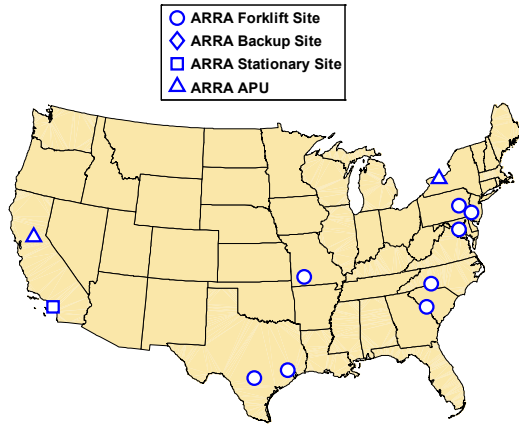 ARRA Forklift Site
ARRA Backup Site
ARRA Stationary Site
ARRA APU